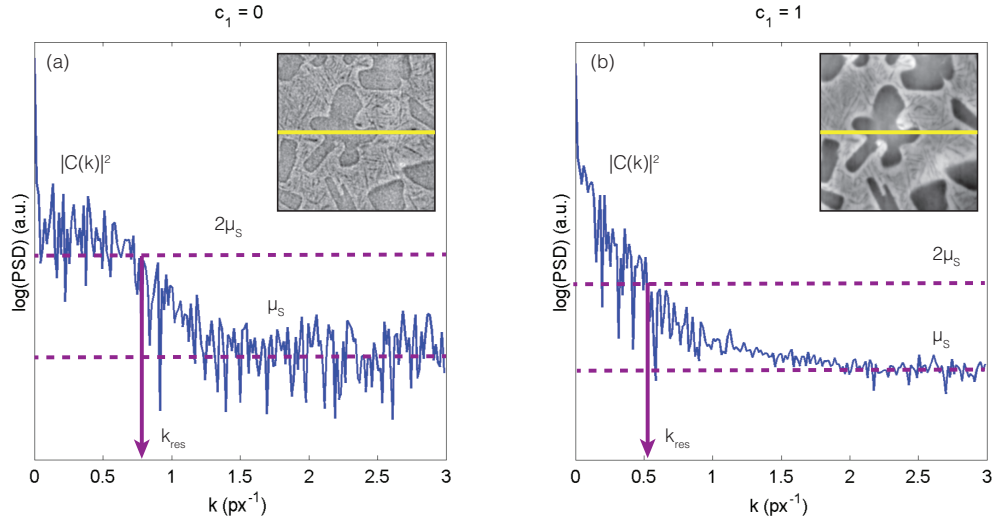 c₁ = 0
(a)
|C(k)|²
2μₛ
μₛ
k_res
log(PSD) (a.u.)
0 0.5 1 1.5 2 2.5 3
k (px⁻¹)
c₁ = 1
(b)
|C(k)|²
2μₛ
μₛ
k_res
log(PSD) (a.u.)
0 0.5 1 1.5 2 2.5 3
k (px⁻¹)